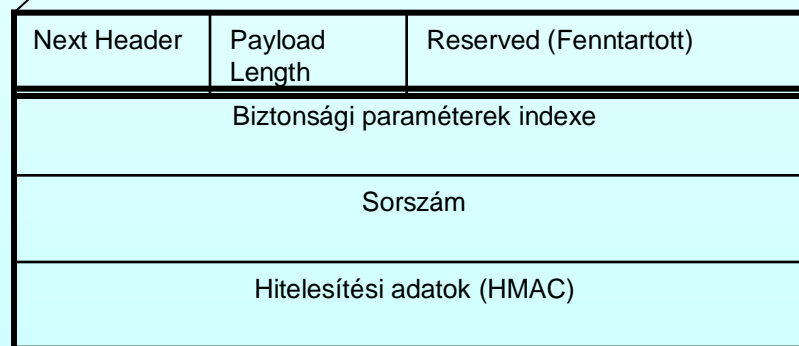 Next Header
Payload
Length
Reserved (Fenntartott)
Biztonsági paraméterek indexe
Sorszám
Hitelesítési adatok (HMAC)